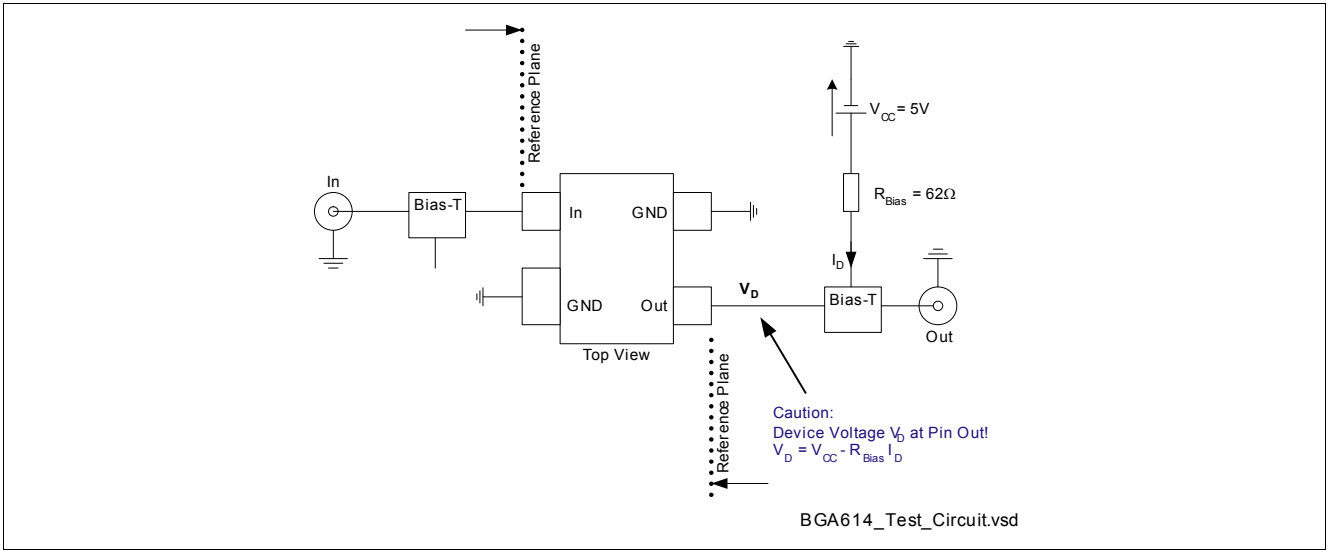 Reference Plane
V_CC = 5V
In
Bias-T
In
GND
R_Bias = 62Ω
I_D
GND
Out
V_D
Bias-T
Out
Top View
Reference Plane
Caution:
Device Voltage V_D at Pin Out!
V_D = V_CC - R_Bias I_D
BGA614_Test_Circuit.vsd